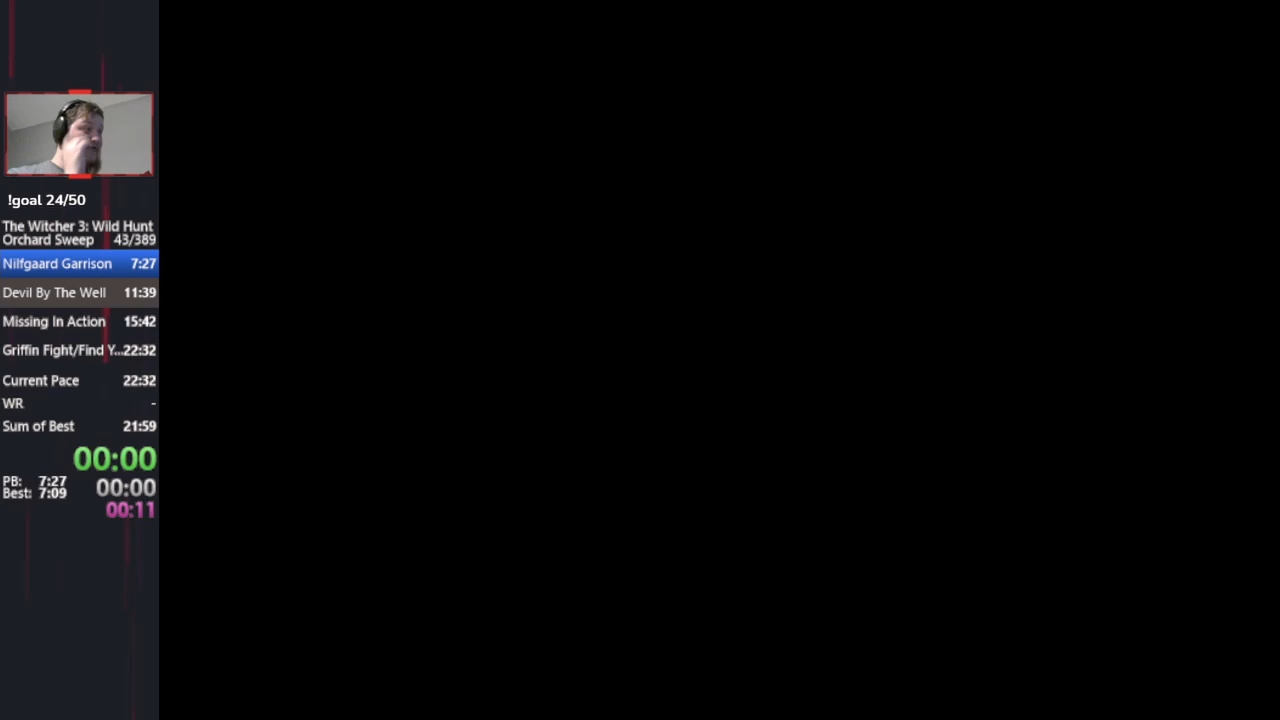 !goal 24/50
The Witcher 3: Wild Hunt
Orchard Sweep 43/389
Nilfgaard Garrison 7:27
Devil By The Well 11:39
Missing In Action 15:42
Griffin Fight/Find Y...22:32
Current Pace 22:32
WR -
Sum of Best 21:59
00:00
PB: 7:27 00:00
Best: 7:09
00:11